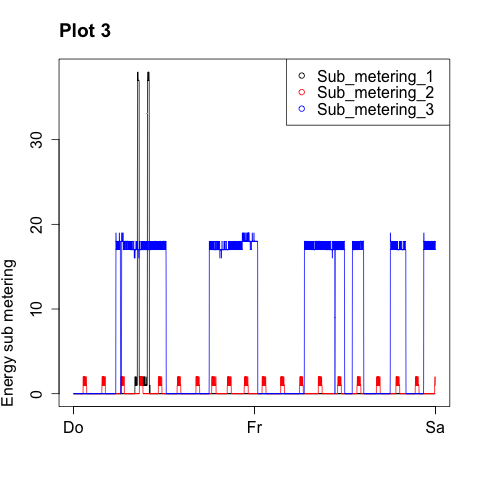 Plot 3
Sub_metering_1
Sub_metering_2
Sub_metering_3
Energy sub metering
30
20
10
0
Do Fr Sa